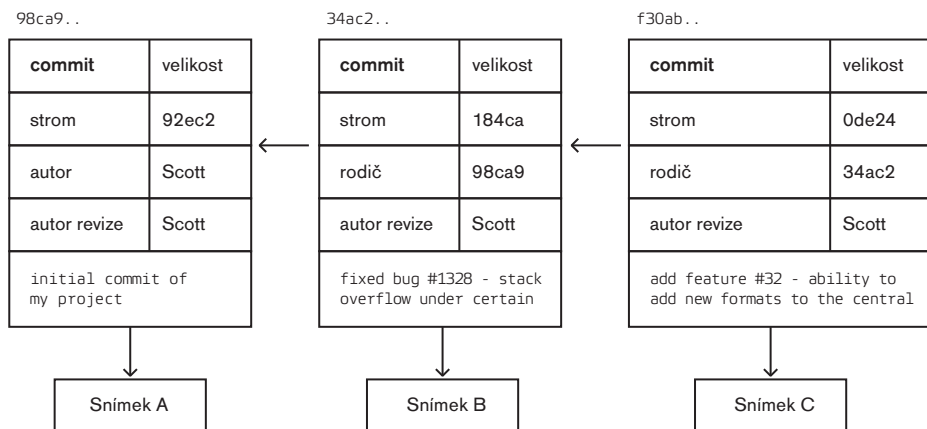 98ca9..
commit velikost
strom 92ec2
autor Scott
autor revize Scott
initial commit of
my project
Snímek A
34ac2..
commit velikost
strom 184ca
rodič 98ca9
autor revize Scott
fixed bug #1328 - stack
overflow under certain
Snímek B
f30ab..
commit velikost
strom 0de24
rodič 34ac2
autor revize Scott
add feature #32 - ability to
add new formats to the central
Snímek C